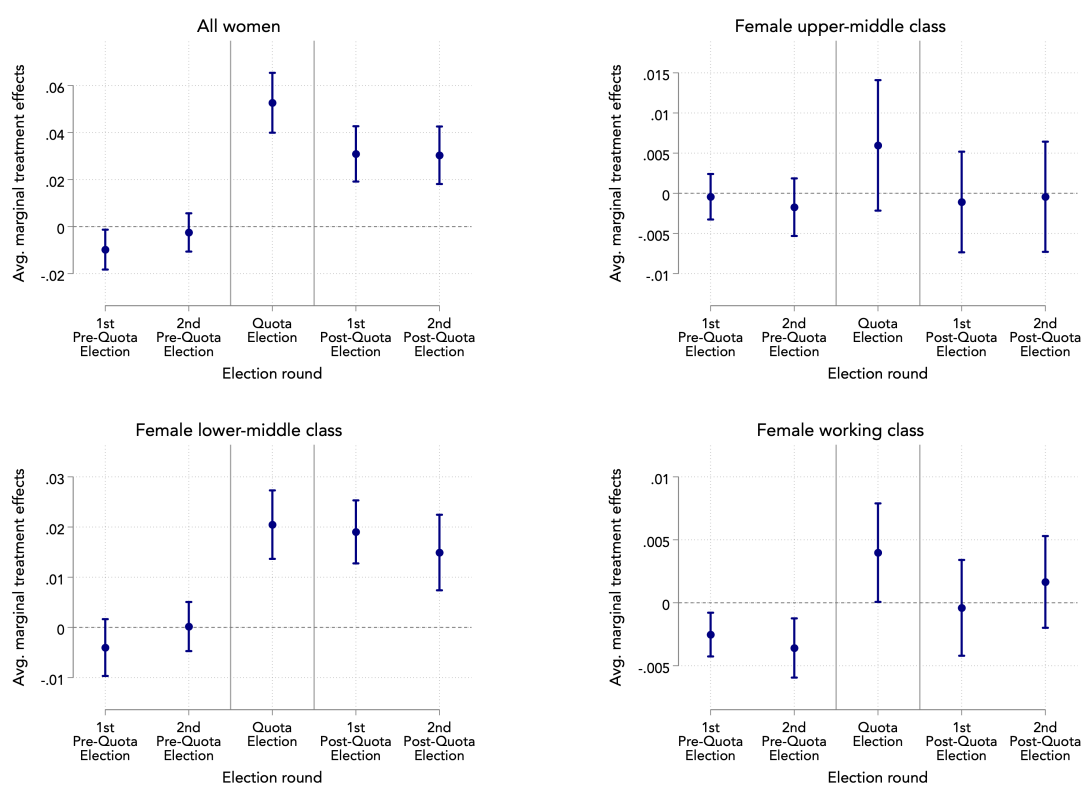 All women
Avg. marginal treatment effects
.06
.04
.02
0
-.02
1st
Pre-Quota
Election
2nd
Pre-Quota
Election
Quota
Election
1st
Post-Quota
Election
2nd
Post-Quota
Election
Election round
Female upper-middle class
Avg. marginal treatment effects
.015
.01
.005
0
-.005
-.01
1st
Pre-Quota
Election
2nd
Pre-Quota
Election
Quota
Election
1st
Post-Quota
Election
2nd
Post-Quota
Election
Election round
Female lower-middle class
Avg. marginal treatment effects
.03
.02
.01
0
-.01
1st
Pre-Quota
Election
2nd
Pre-Quota
Election
Quota
Election
1st
Post-Quota
Election
2nd
Post-Quota
Election
Election round
Female working class
Avg. marginal treatment effects
.01
.005
0
-.005
1st
Pre-Quota
Election
2nd
Pre-Quota
Election
Quota
Election
1st
Post-Quota
Election
2nd
Post-Quota
Election
Election round